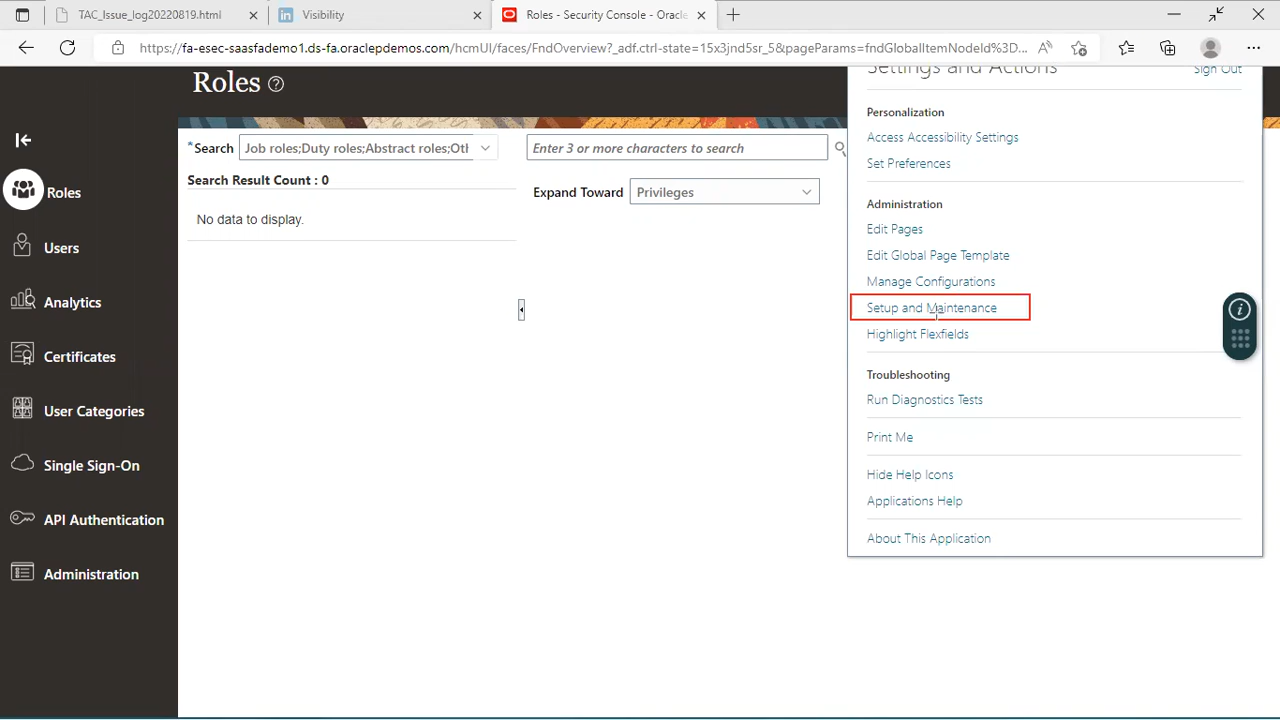 TAC_Issue_log20220819.html
Visibility
Roles - Security Console - Oracle
https://fa-esec-saasfademo1.ds-fa.oraclepdemos.com/hcmUI/faces/FndOverview?_adf.ctrl-state=15x3jnd5sr_5&pageParams=fndGlobalItemNodeId%3D...
Roles
Roles
Users
Analytics
Certificates
User Categories
Single Sign-On
API Authentication
Administration
*Search
Job roles;Duty roles;Abstract roles;Oth
Enter 3 or more characters to search
Search Result Count : 0
Expand Toward
Privileges
No data to display.
Settings and Actions
Sign Out
Personalization
Access Accessibility Settings
Set Preferences
Administration
Edit Pages
Edit Global Page Template
Manage Configurations
Setup and Maintenance
Highlight Flexfields
Troubleshooting
Run Diagnostics Tests
Print Me
Hide Help Icons
Applications Help
About This Application